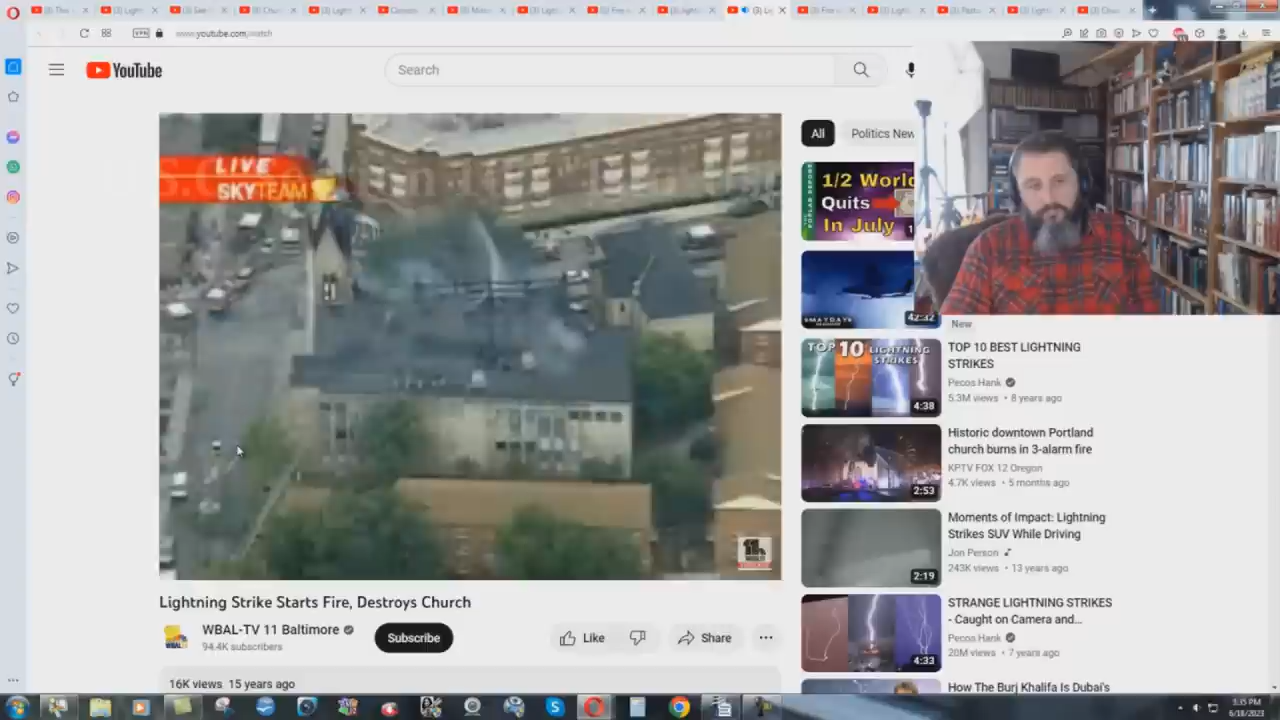 VPN
www.youtube.com/watch
YouTube
Search
LIVE
SKYTEAM
All
Politics New
1/2 World
Quits
In July
42:32
New
TOP 10 LIGHTNING
STRIKES
4:38
TOP 10 BEST LIGHTNING
STRIKES
Pecos Hank
5.3M views • 8 years ago
2:53
Historic downtown Portland
church burns in 3-alarm fire
KPTV FOX 12 Oregon
4.7K views • 5 months ago
2:19
Moments of Impact: Lightning
Strikes SUV While Driving
Jon Person
243K views • 13 years ago
4:33
STRANGE LIGHTNING STRIKES
- Caught on Camera and...
Pecos Hank
20M views • 7 years ago
How The Burj Khalifa Is Dubai's
Lightning Strike Starts Fire, Destroys Church
WBAL-TV 11 Baltimore
94.4K subscribers
Subscribe
Like
Share
16K views 15 years ago
3:35 PM
6/18/2023